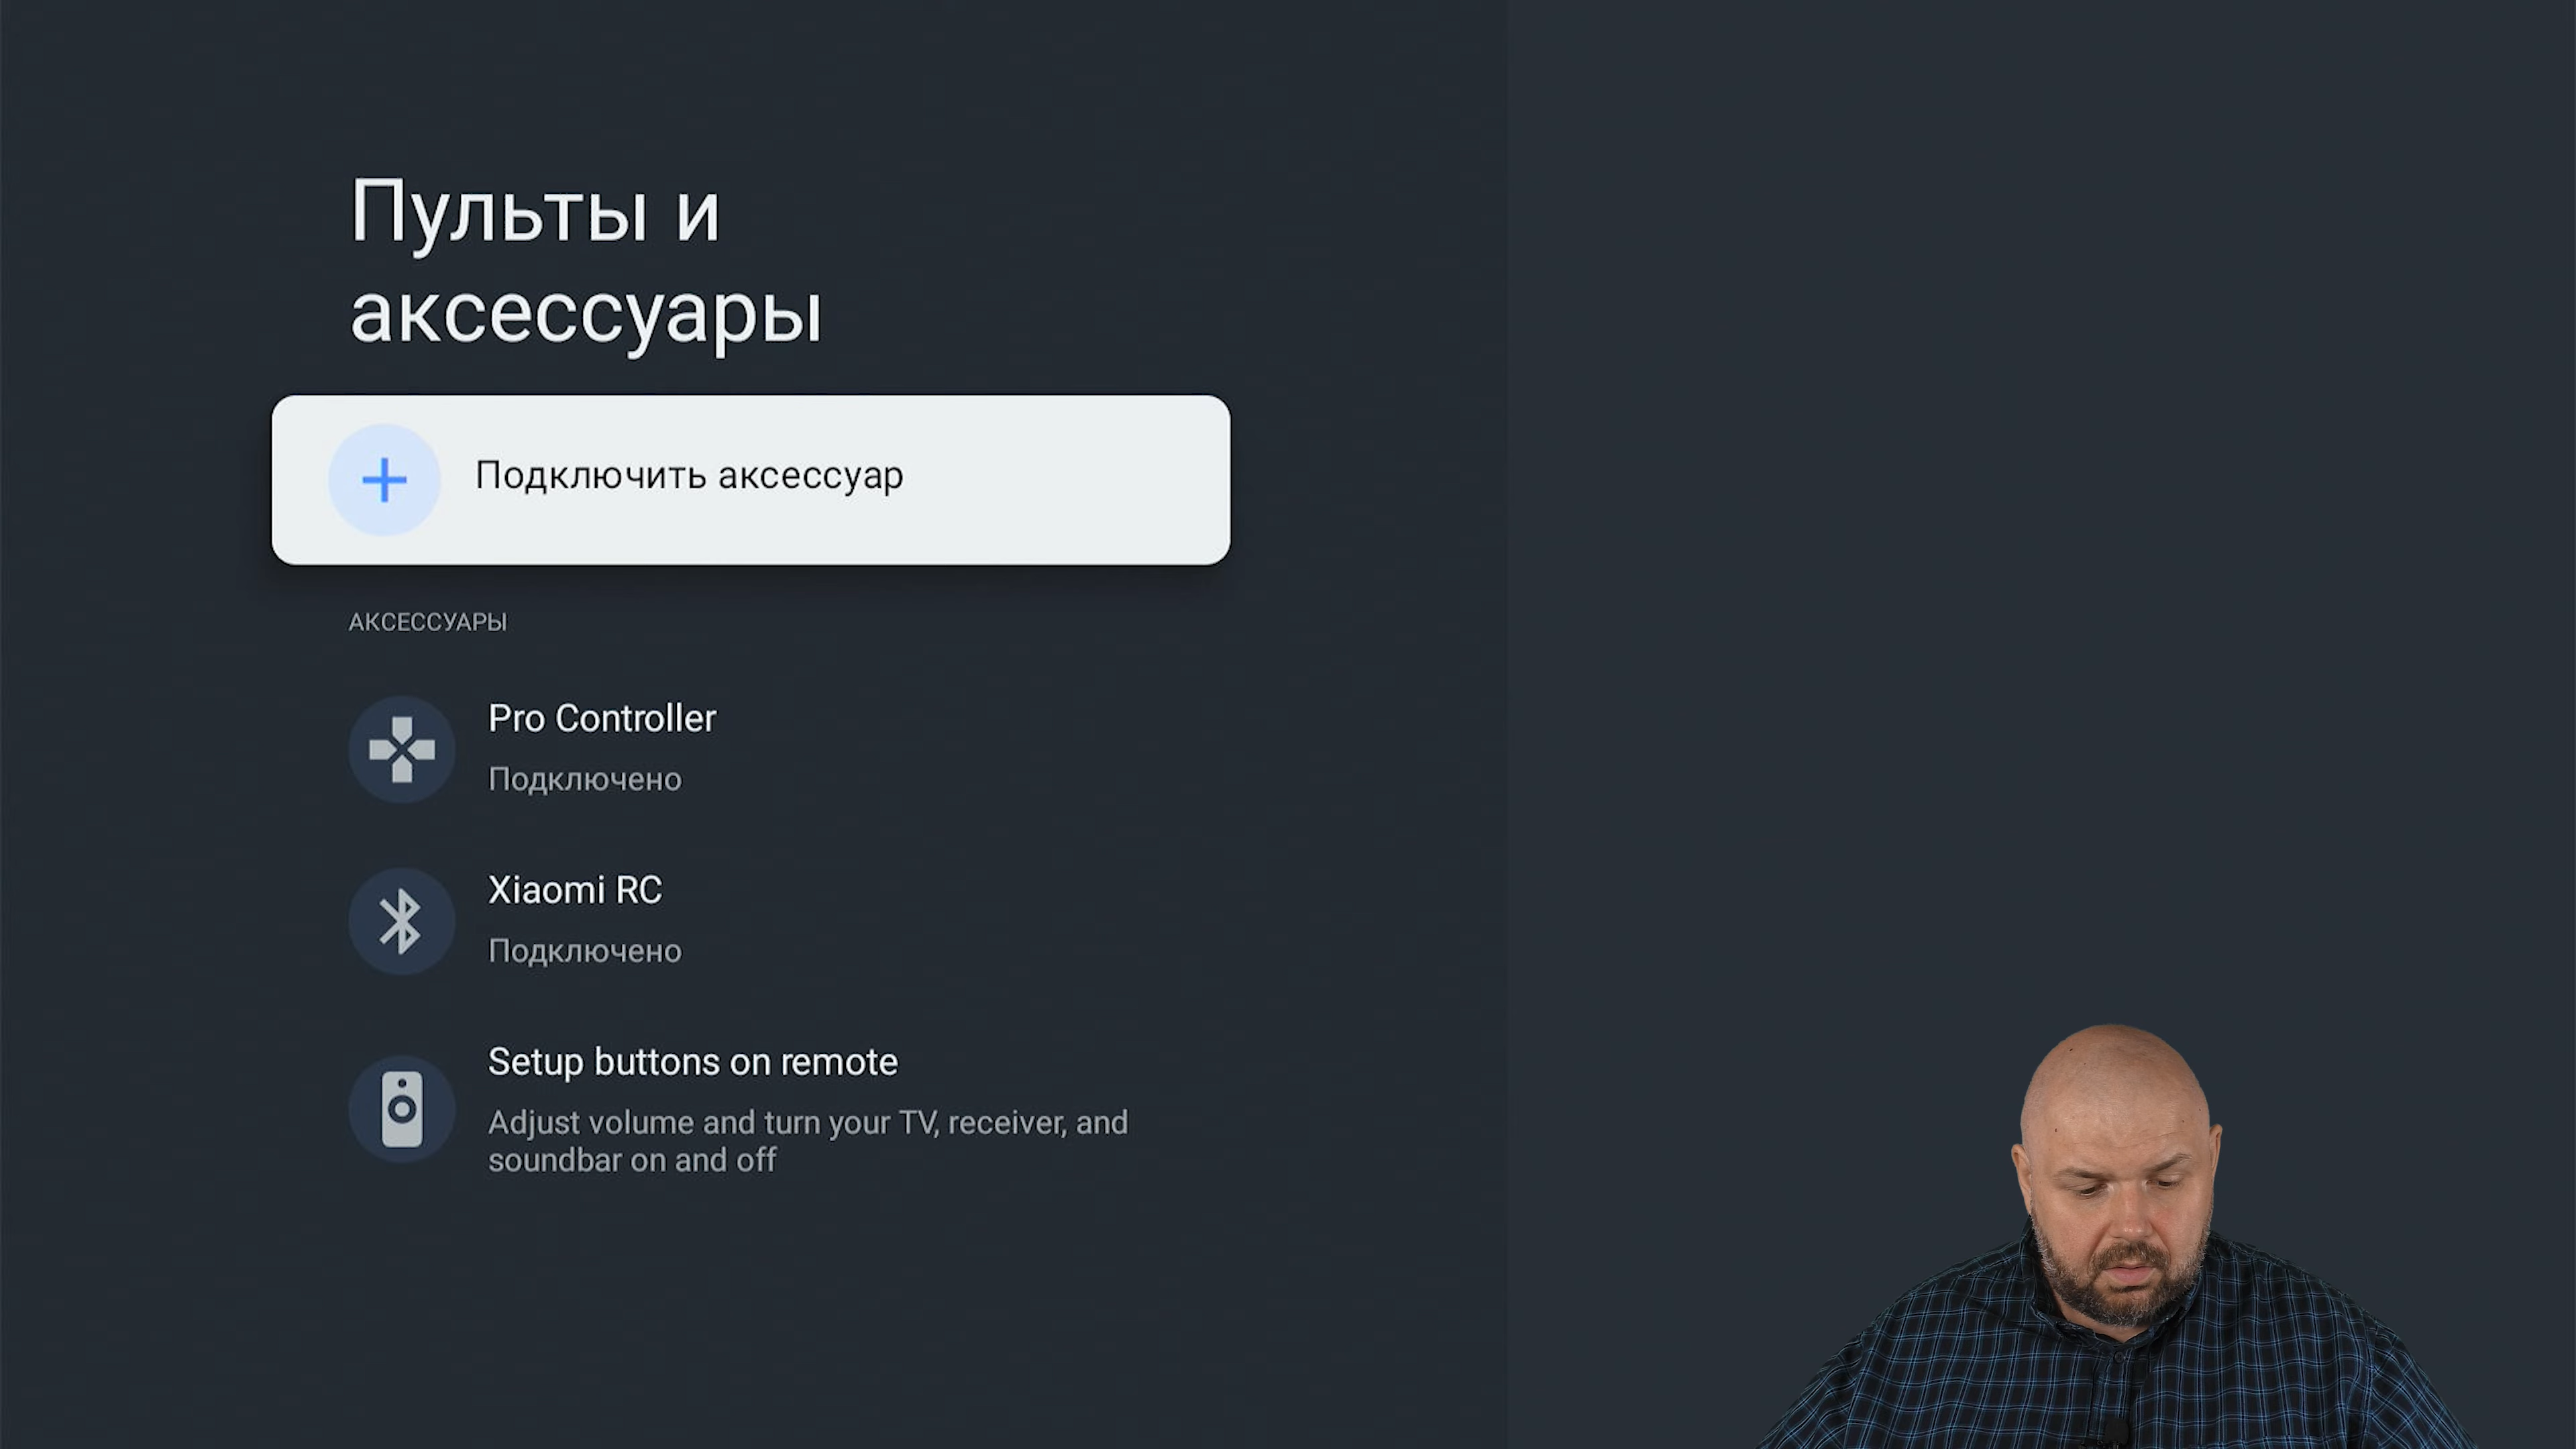 Пульты и
аксессуары
Подключить аксессуар
АКСЕССУАРЫ
Pro Controller
Подключено
Xiaomi RC
Подключено
Setup buttons on remote
Adjust volume and turn your TV, receiver, and
soundbar on and off